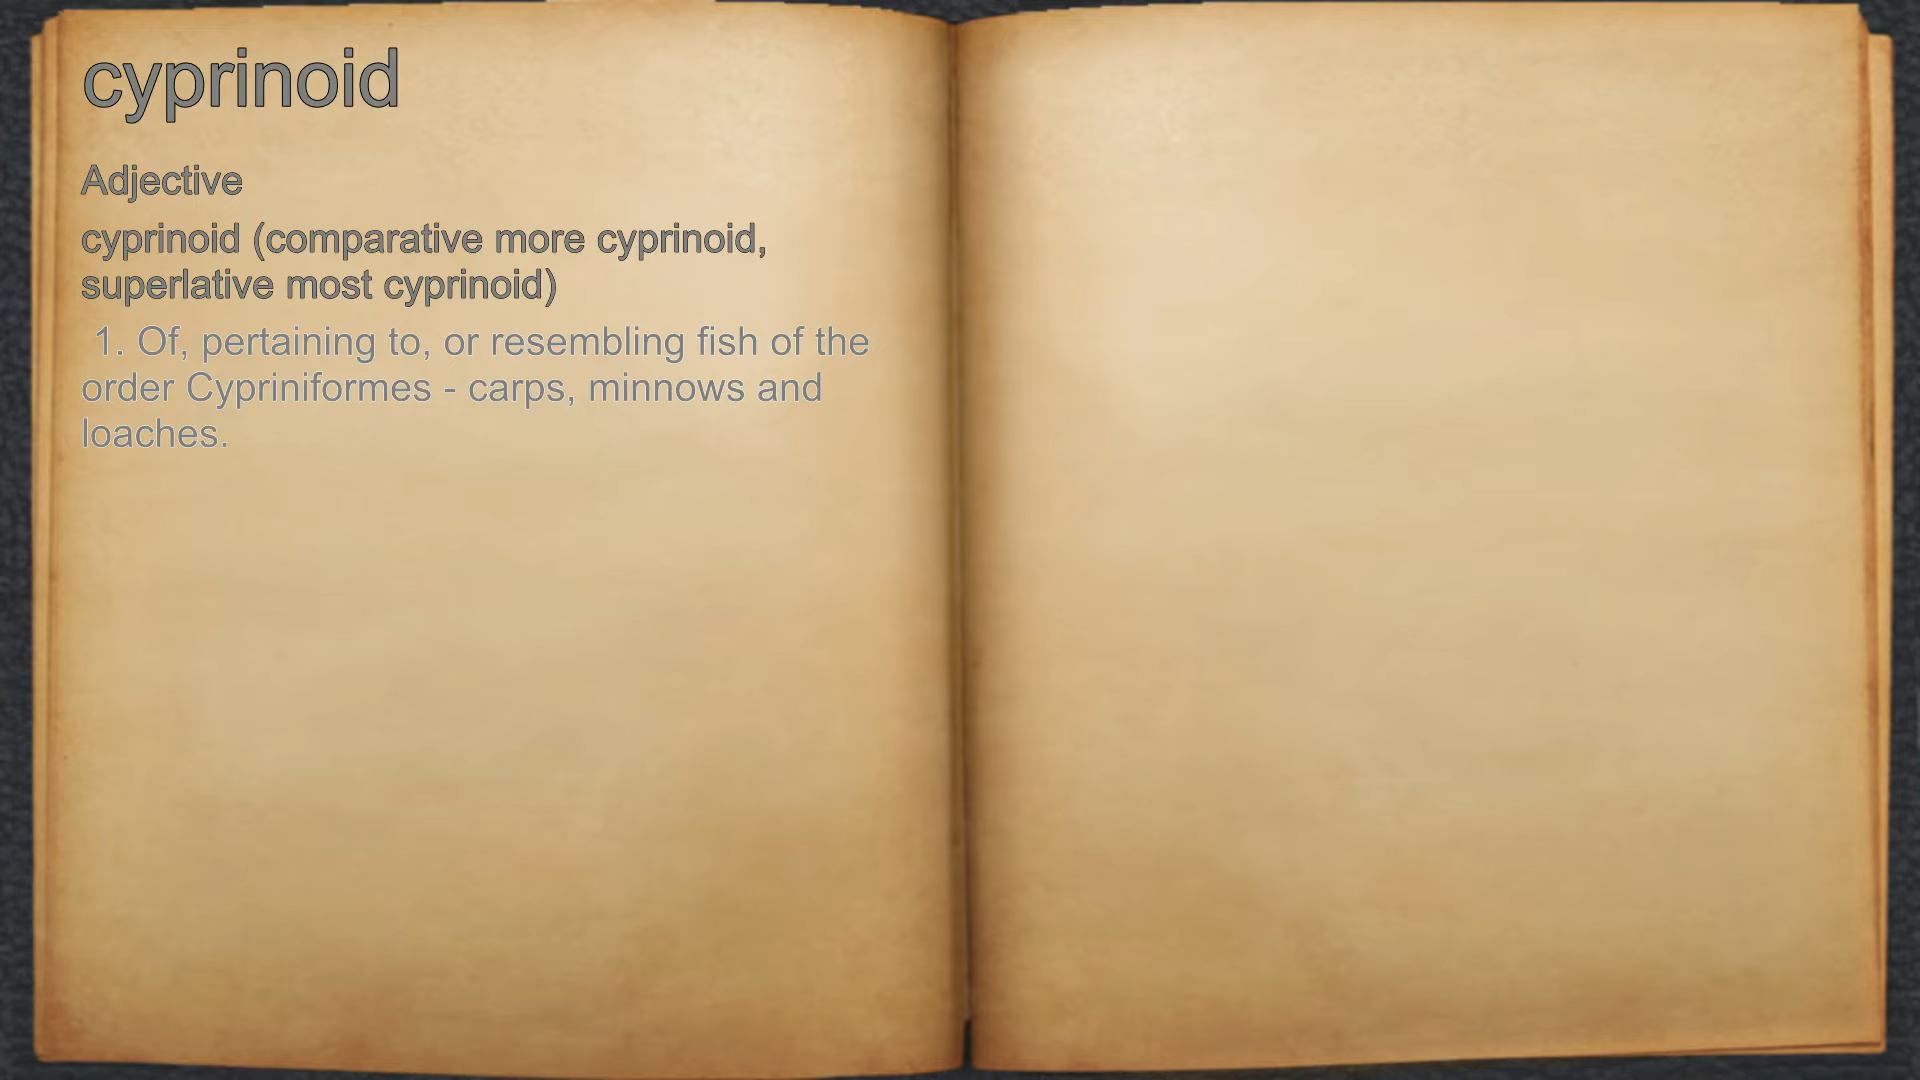 cyprinoid
Adjective
cyprinoid (comparative more cyprinoid,
superlative most cyprinoid)
1. Of, pertaining to, or resembling fish of the
order Cypriniformes - carps, minnows and
loaches.